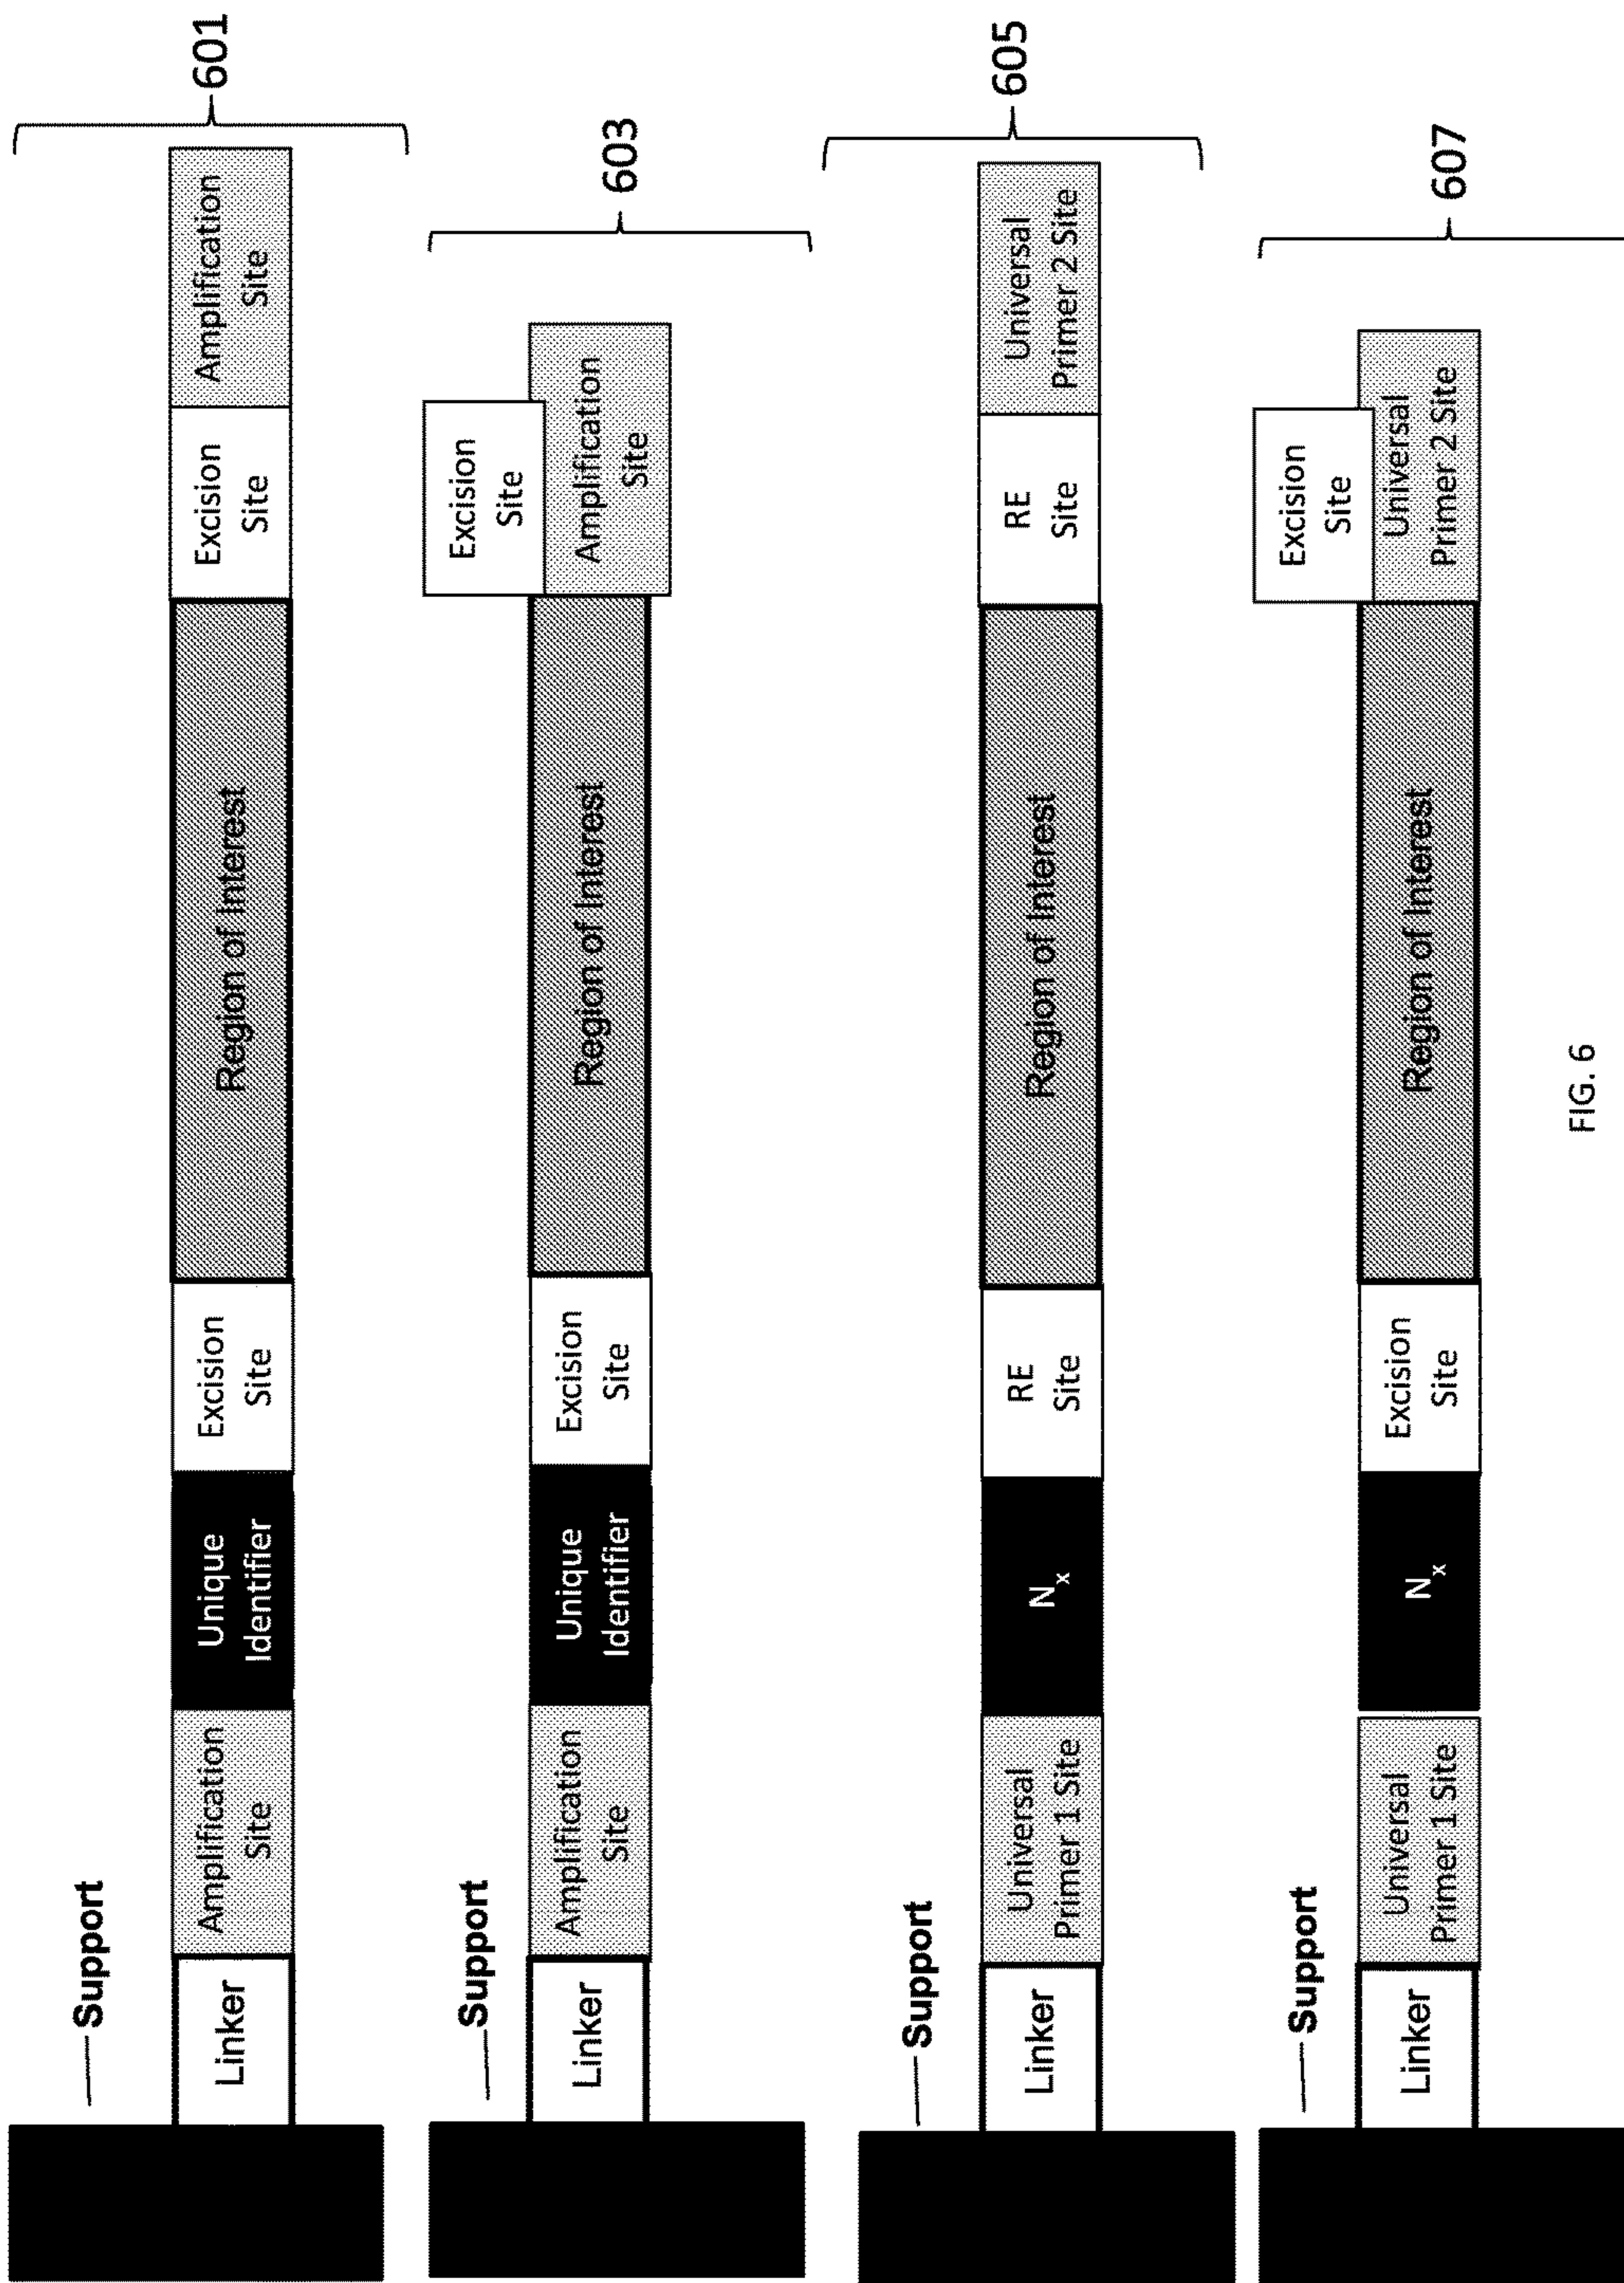 Support
Linker
Amplification
Site
Unique
Identifier
Excision
Site
Region of Interest
Excision
Site
Amplification
Site
601
Support
Linker
Amplification
Site
Unique
Identifier
Excision
Site
Region of Interest
Excision
Site
Amplification
Site
603
Support
Linker
Universal
Primer 1 Site
Nx
RE
Site
Region of Interest
RE
Site
Universal
Primer 2 Site
605
Support
Linker
Universal
Primer 1 Site
Nx
Excision
Site
Region of Interest
Excision
Site
Universal
Primer 2 Site
607
FIG. 6